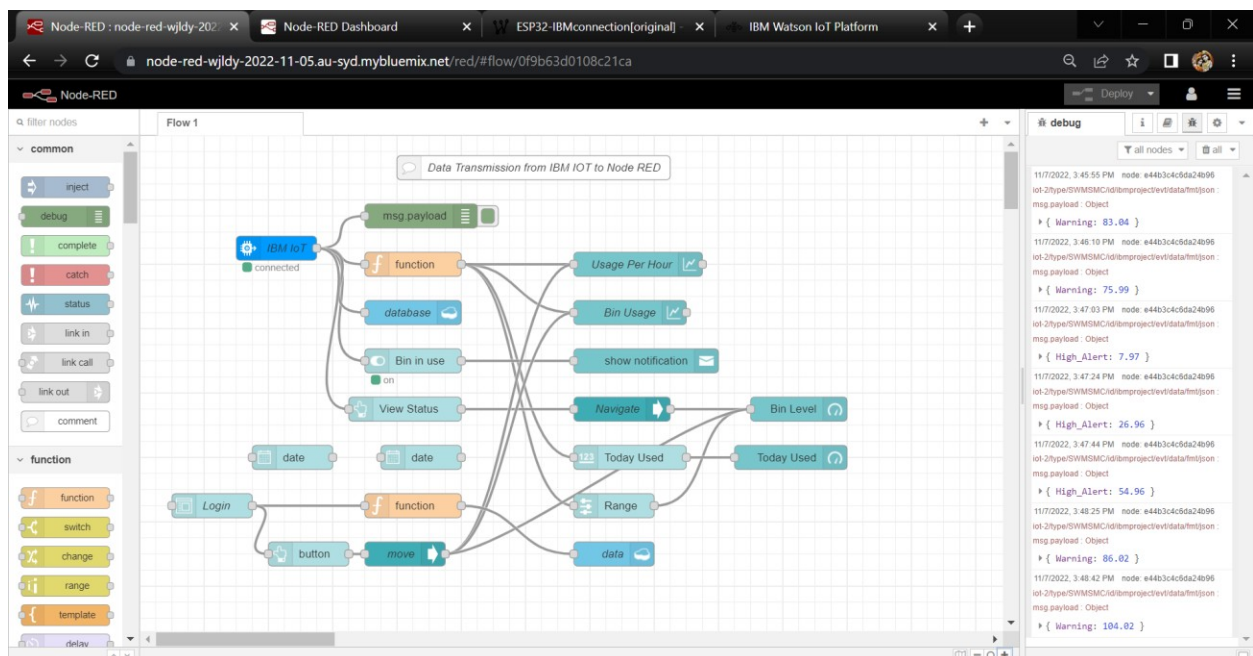 Node-RED : node-red-wjldy-202
Node-RED Dashboard
ESP32-IBMconnection[original] -
IBM Watson IoT Platform
node-red-wjldy-2022-11-05.au-syd.mybluemix.net/red/#flow/0f9b63d0108c21ca
Node-RED
Deploy
filter nodes
common
inject
debug
complete
catch
status
link in
link call
link out
comment
function
function
switch
change
range
template
delay
Flow 1
Data Transmission from IBM IOT to Node RED
msg.payload
IBM IoT
connected
function
Usage Per Hour
database
Bin Usage
Bin in use
on
show notification
View Status
Navigate
Bin Level
date
date
123
Today Used
Today Used
Login
function
Range
button
move
data
debug
all nodes
all
11/7/2022, 3:45:55 PM node: e44b3c4c6da24b96
iot-2/type/SWMSMC/id/ibmproject/evt/data/fmt/json :
msg.payload : Object
{ Warning: 83.04 }
11/7/2022, 3:46:10 PM node: e44b3c4c6da24b96
iot-2/type/SWMSMC/id/ibmproject/evt/data/fmt/json :
msg.payload : Object
{ Warning: 75.99 }
11/7/2022, 3:47:03 PM node: e44b3c4c6da24b96
iot-2/type/SWMSMC/id/ibmproject/evt/data/fmt/json :
msg.payload : Object
{ High_Alert: 7.97 }
11/7/2022, 3:47:24 PM node: e44b3c4c6da24b96
iot-2/type/SWMSMC/id/ibmproject/evt/data/fmt/json :
msg.payload : Object
{ High_Alert: 26.96 }
11/7/2022, 3:47:44 PM node: e44b3c4c6da24b96
iot-2/type/SWMSMC/id/ibmproject/evt/data/fmt/json :
msg.payload : Object
{ High_Alert: 54.96 }
11/7/2022, 3:48:25 PM node: e44b3c4c6da24b96
iot-2/type/SWMSMC/id/ibmproject/evt/data/fmt/json :
msg.payload : Object
{ Warning: 86.02 }
11/7/2022, 3:48:42 PM node: e44b3c4c6da24b96
iot-2/type/SWMSMC/id/ibmproject/evt/data/fmt/json :
msg.payload : Object
{ Warning: 104.02 }